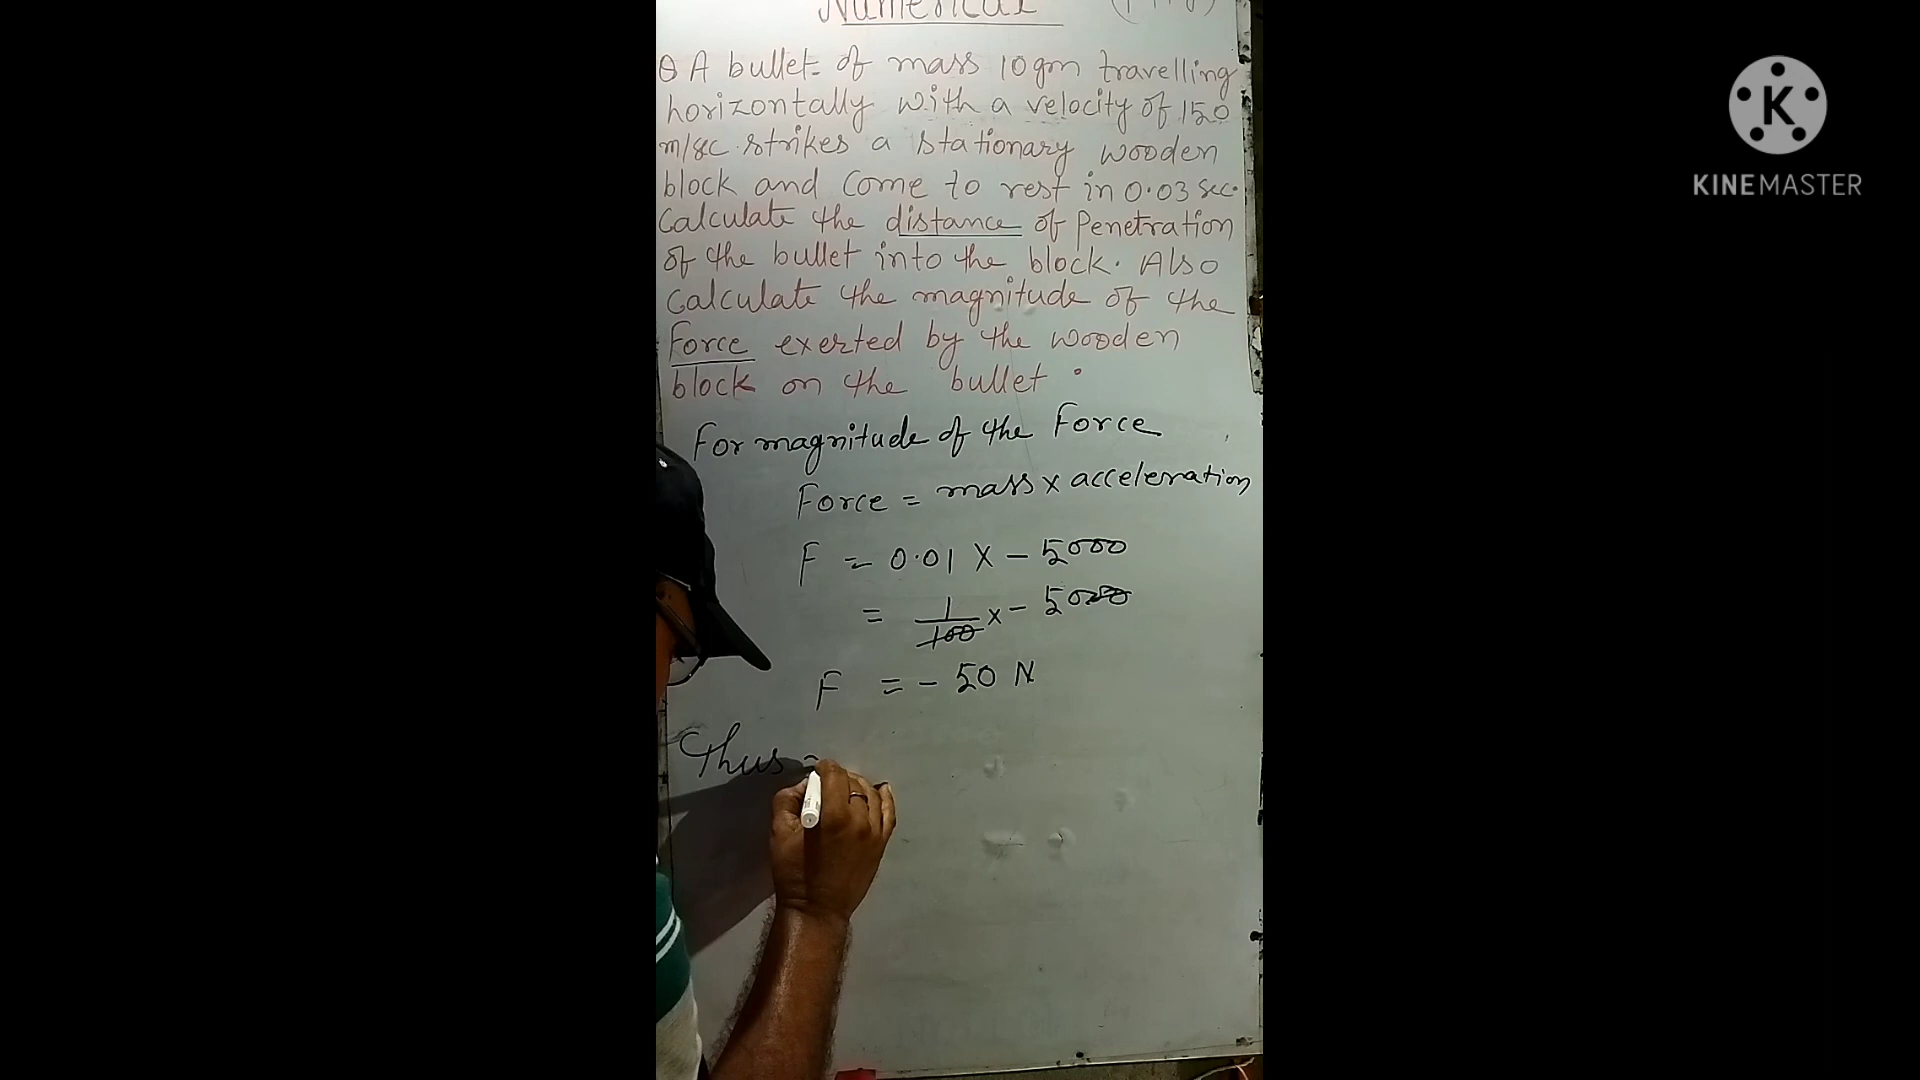 Numerical
Q A bullet of mass 10gm travelling
horizontally with a velocity of 150
m/sec strikes a stationary wooden
block and come to rest in 0.03 sec.
Calculate the distance of Penetration
of the bullet into the block. Also
calculate the magnitude of the
Force exerted by the wooden
block on the bullet .
For magnitude of the Force
Force = mass x acceleration
F = 0.01 X - 5000
= 1/100 x - 5000
F = - 50 N
Thus =
K
KINEMASTER